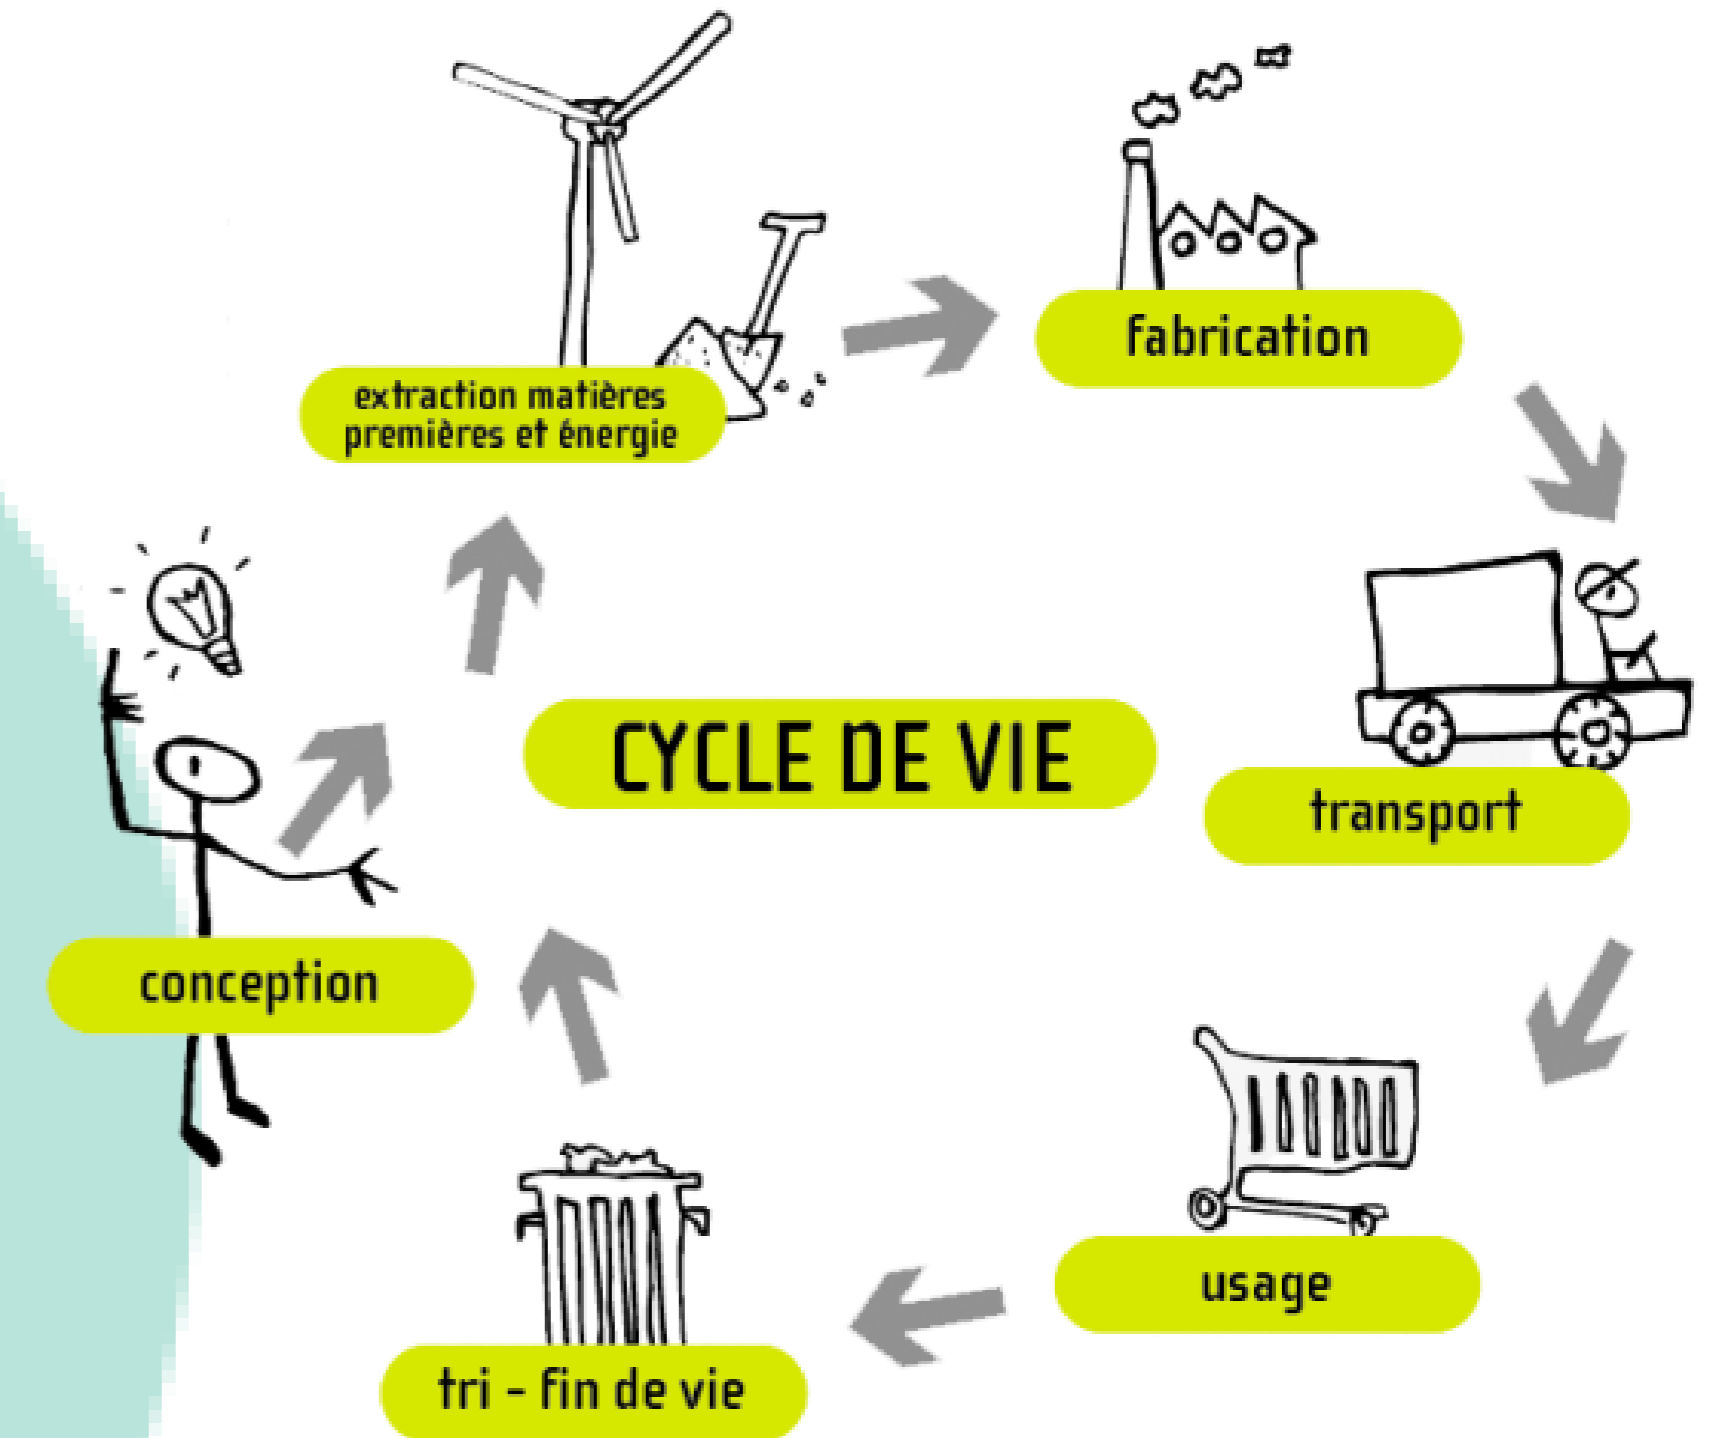 extraction matières
premières et énergie
fabrication
CYCLE DE VIE
transport
conception
usage
tri - fin de vie